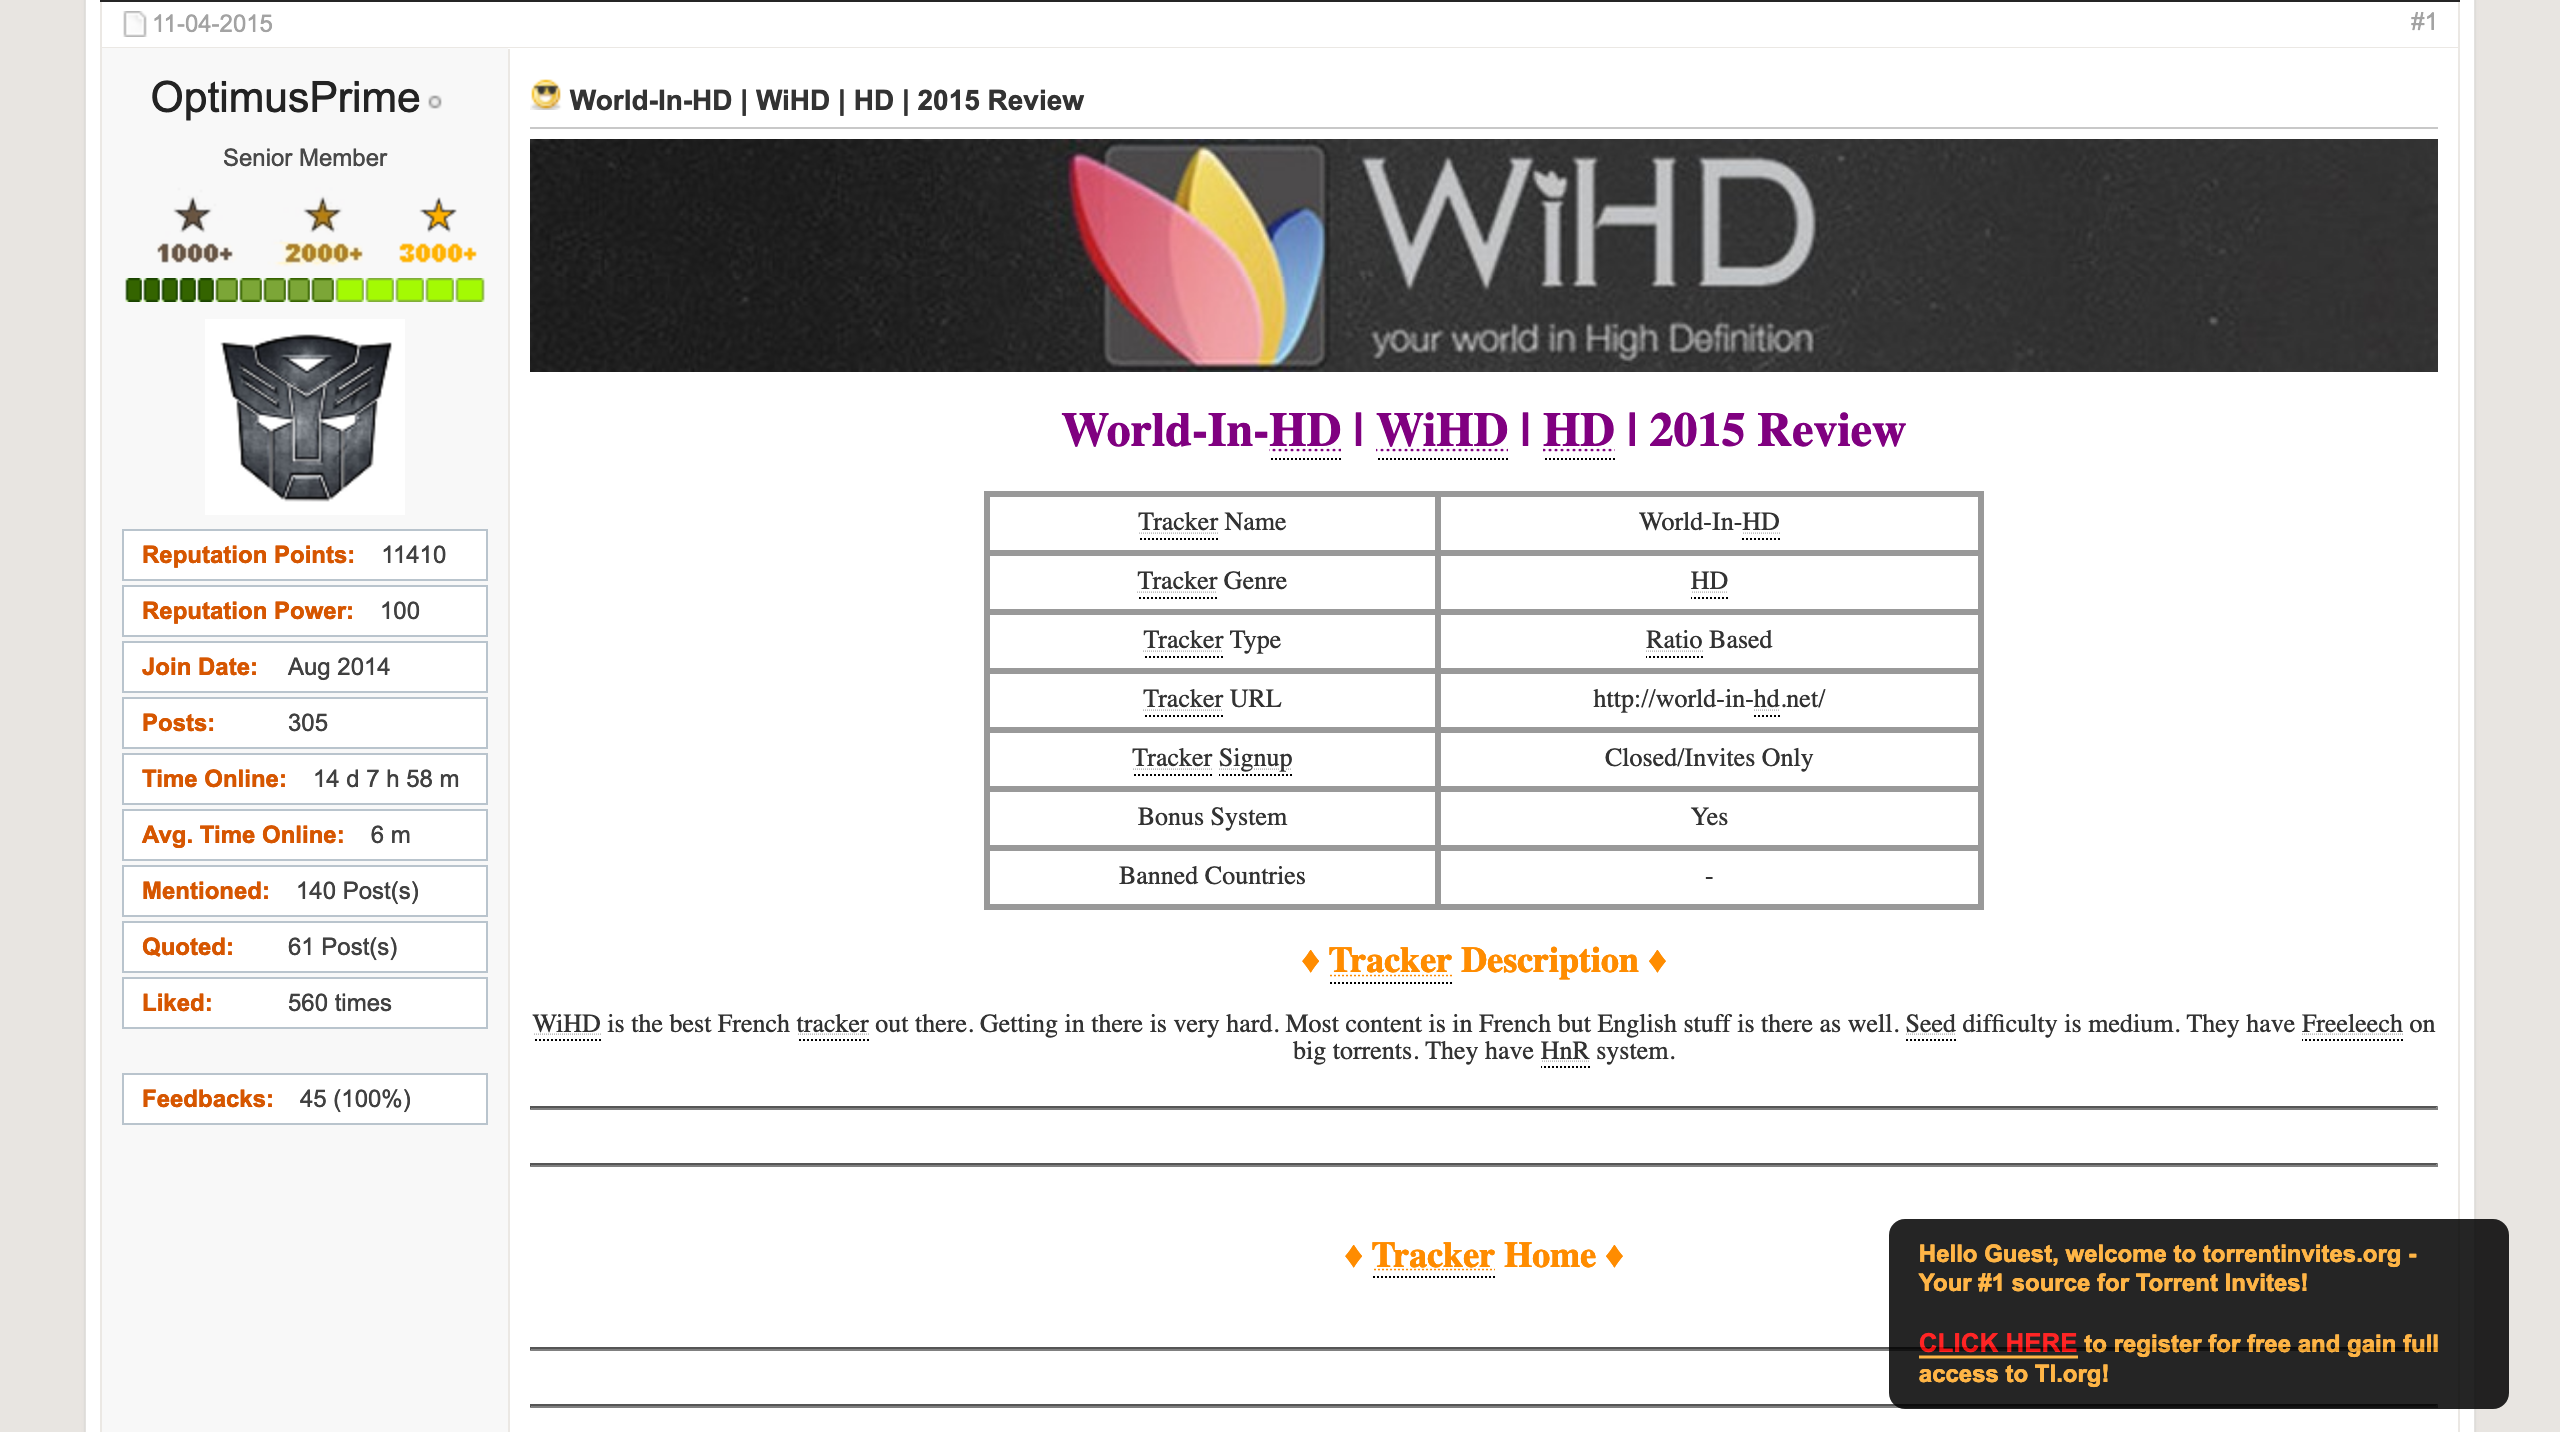 11-04-2015
#1
OptimusPrime
Senior Member
1000+ 2000+ 3000+
Reputation Points: 11410
Reputation Power: 100
Join Date: Aug 2014
Posts: 305
Time Online: 14 d 7 h 58 m
Avg. Time Online: 6 m
Mentioned: 140 Post(s)
Quoted: 61 Post(s)
Liked: 560 times
Feedbacks: 45 (100%)
World-In-HD | WiHD | HD | 2015 Review
WiHD
your world in High Definition
World-In-HD | WiHD | HD | 2015 Review
Tracker Name World-In-HD
Tracker Genre HD
Tracker Type Ratio Based
Tracker URL http://world-in-hd.net/
Tracker Signup Closed/Invites Only
Bonus System Yes
Banned Countries -
♦ Tracker Description ♦
WiHD is the best French tracker out there. Getting in there is very hard. Most content is in French but English stuff is there as well. Seed difficulty is medium. They have Freeleech on
big torrents. They have HnR system.
♦ Tracker Home ♦
Hello Guest, welcome to torrentinvites.org -
Your #1 source for Torrent Invites!
CLICK HERE to register for free and gain full
access to TI.org!